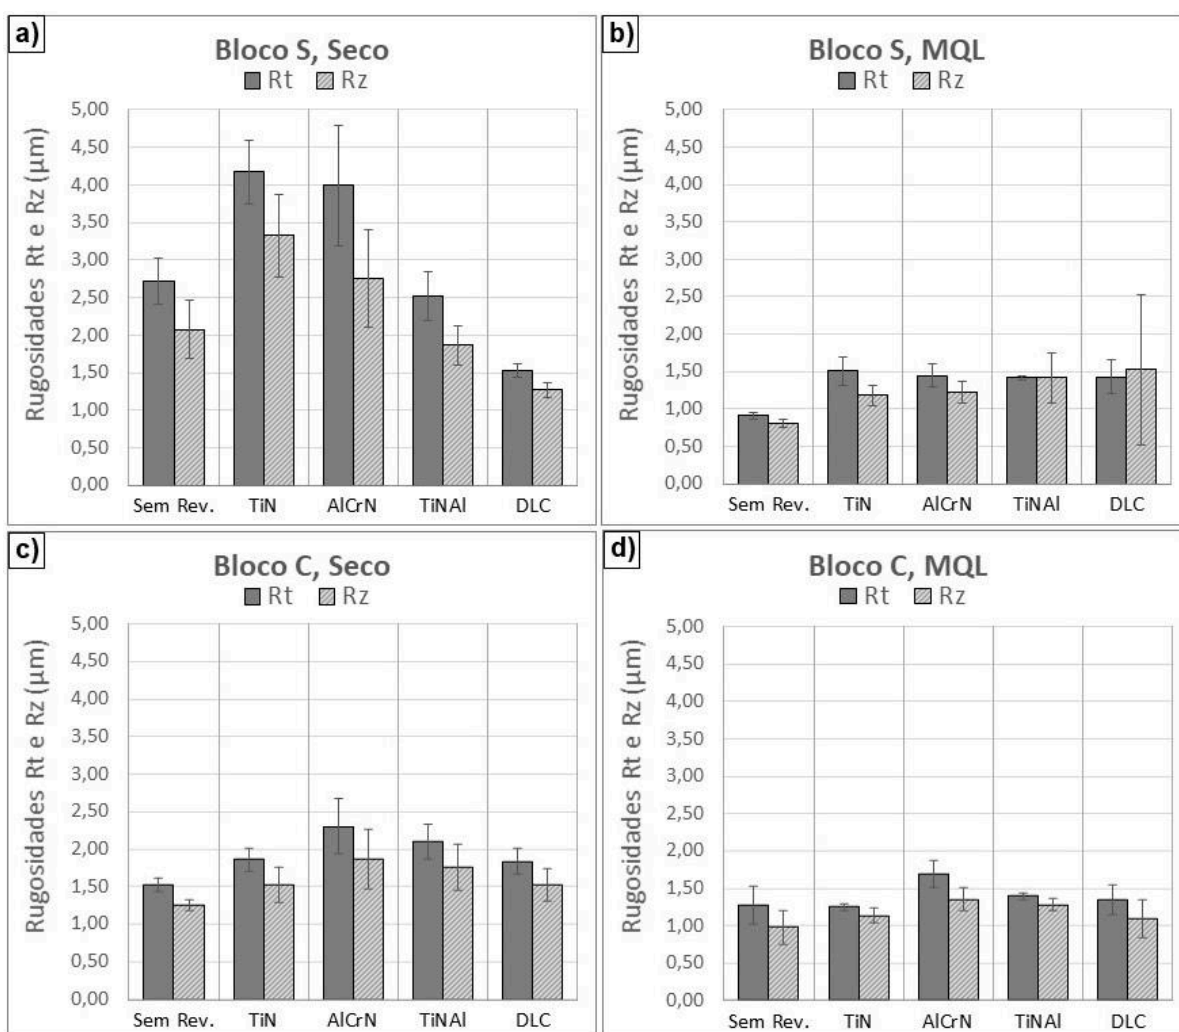 a)
Bloco S, Seco
Rt Rz
Rugosidades Rt e Rz (µm)
5,00
4,50
4,00
3,50
3,00
2,50
2,00
1,50
1,00
0,50
0,00
Sem Rev. TiN AlCrN TiNAl DLC
b)
Bloco S, MQL
Rt Rz
Rugosidades Rt e Rz (µm)
5,00
4,50
4,00
3,50
3,00
2,50
2,00
1,50
1,00
0,50
0,00
Sem Rev. TiN AlCrN TiNAl DLC
c)
Bloco C, Seco
Rt Rz
Rugosidades Rt e Rz (µm)
5,00
4,50
4,00
3,50
3,00
2,50
2,00
1,50
1,00
0,50
0,00
Sem Rev. TiN AlCrN TiNAl DLC
d)
Bloco C, MQL
Rt Rz
Rugosidades Rt e Rz (µm)
5,00
4,50
4,00
3,50
3,00
2,50
2,00
1,50
1,00
0,50
0,00
Sem Rev. TiN AlCrN TiNAl DLC